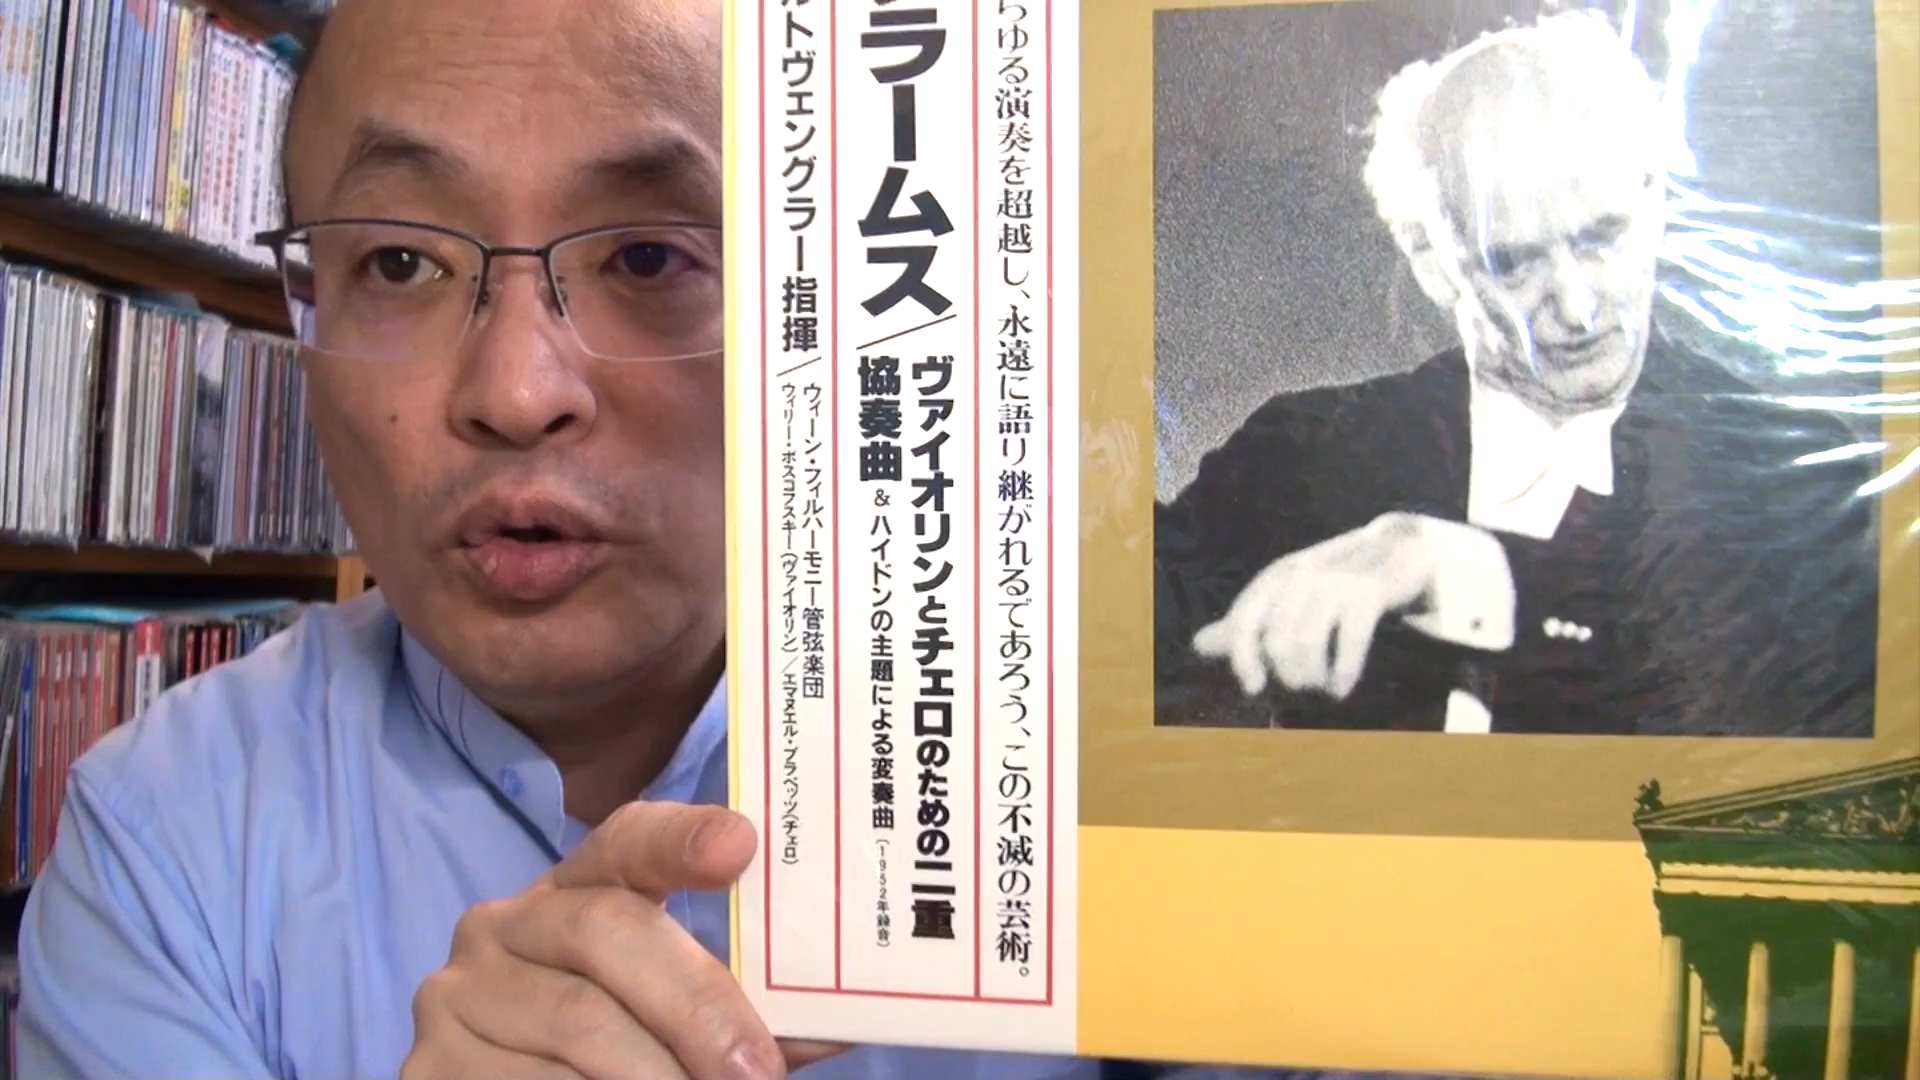 らゆる演奏を超越し、永遠に語り継がれるであろう、この不滅の芸術。
ラームス／
ヴァイオリンとチェロのための二重
協奏曲 & ハイドンの主題による変奏曲（1952年録音）
ルトヴェングラー指揮／
ウィーン・フィルハーモニー管弦楽団
ウィリー・ボスコフスキー（ヴァイオリン）／エマヌエル・ブラベッツ（チェロ）